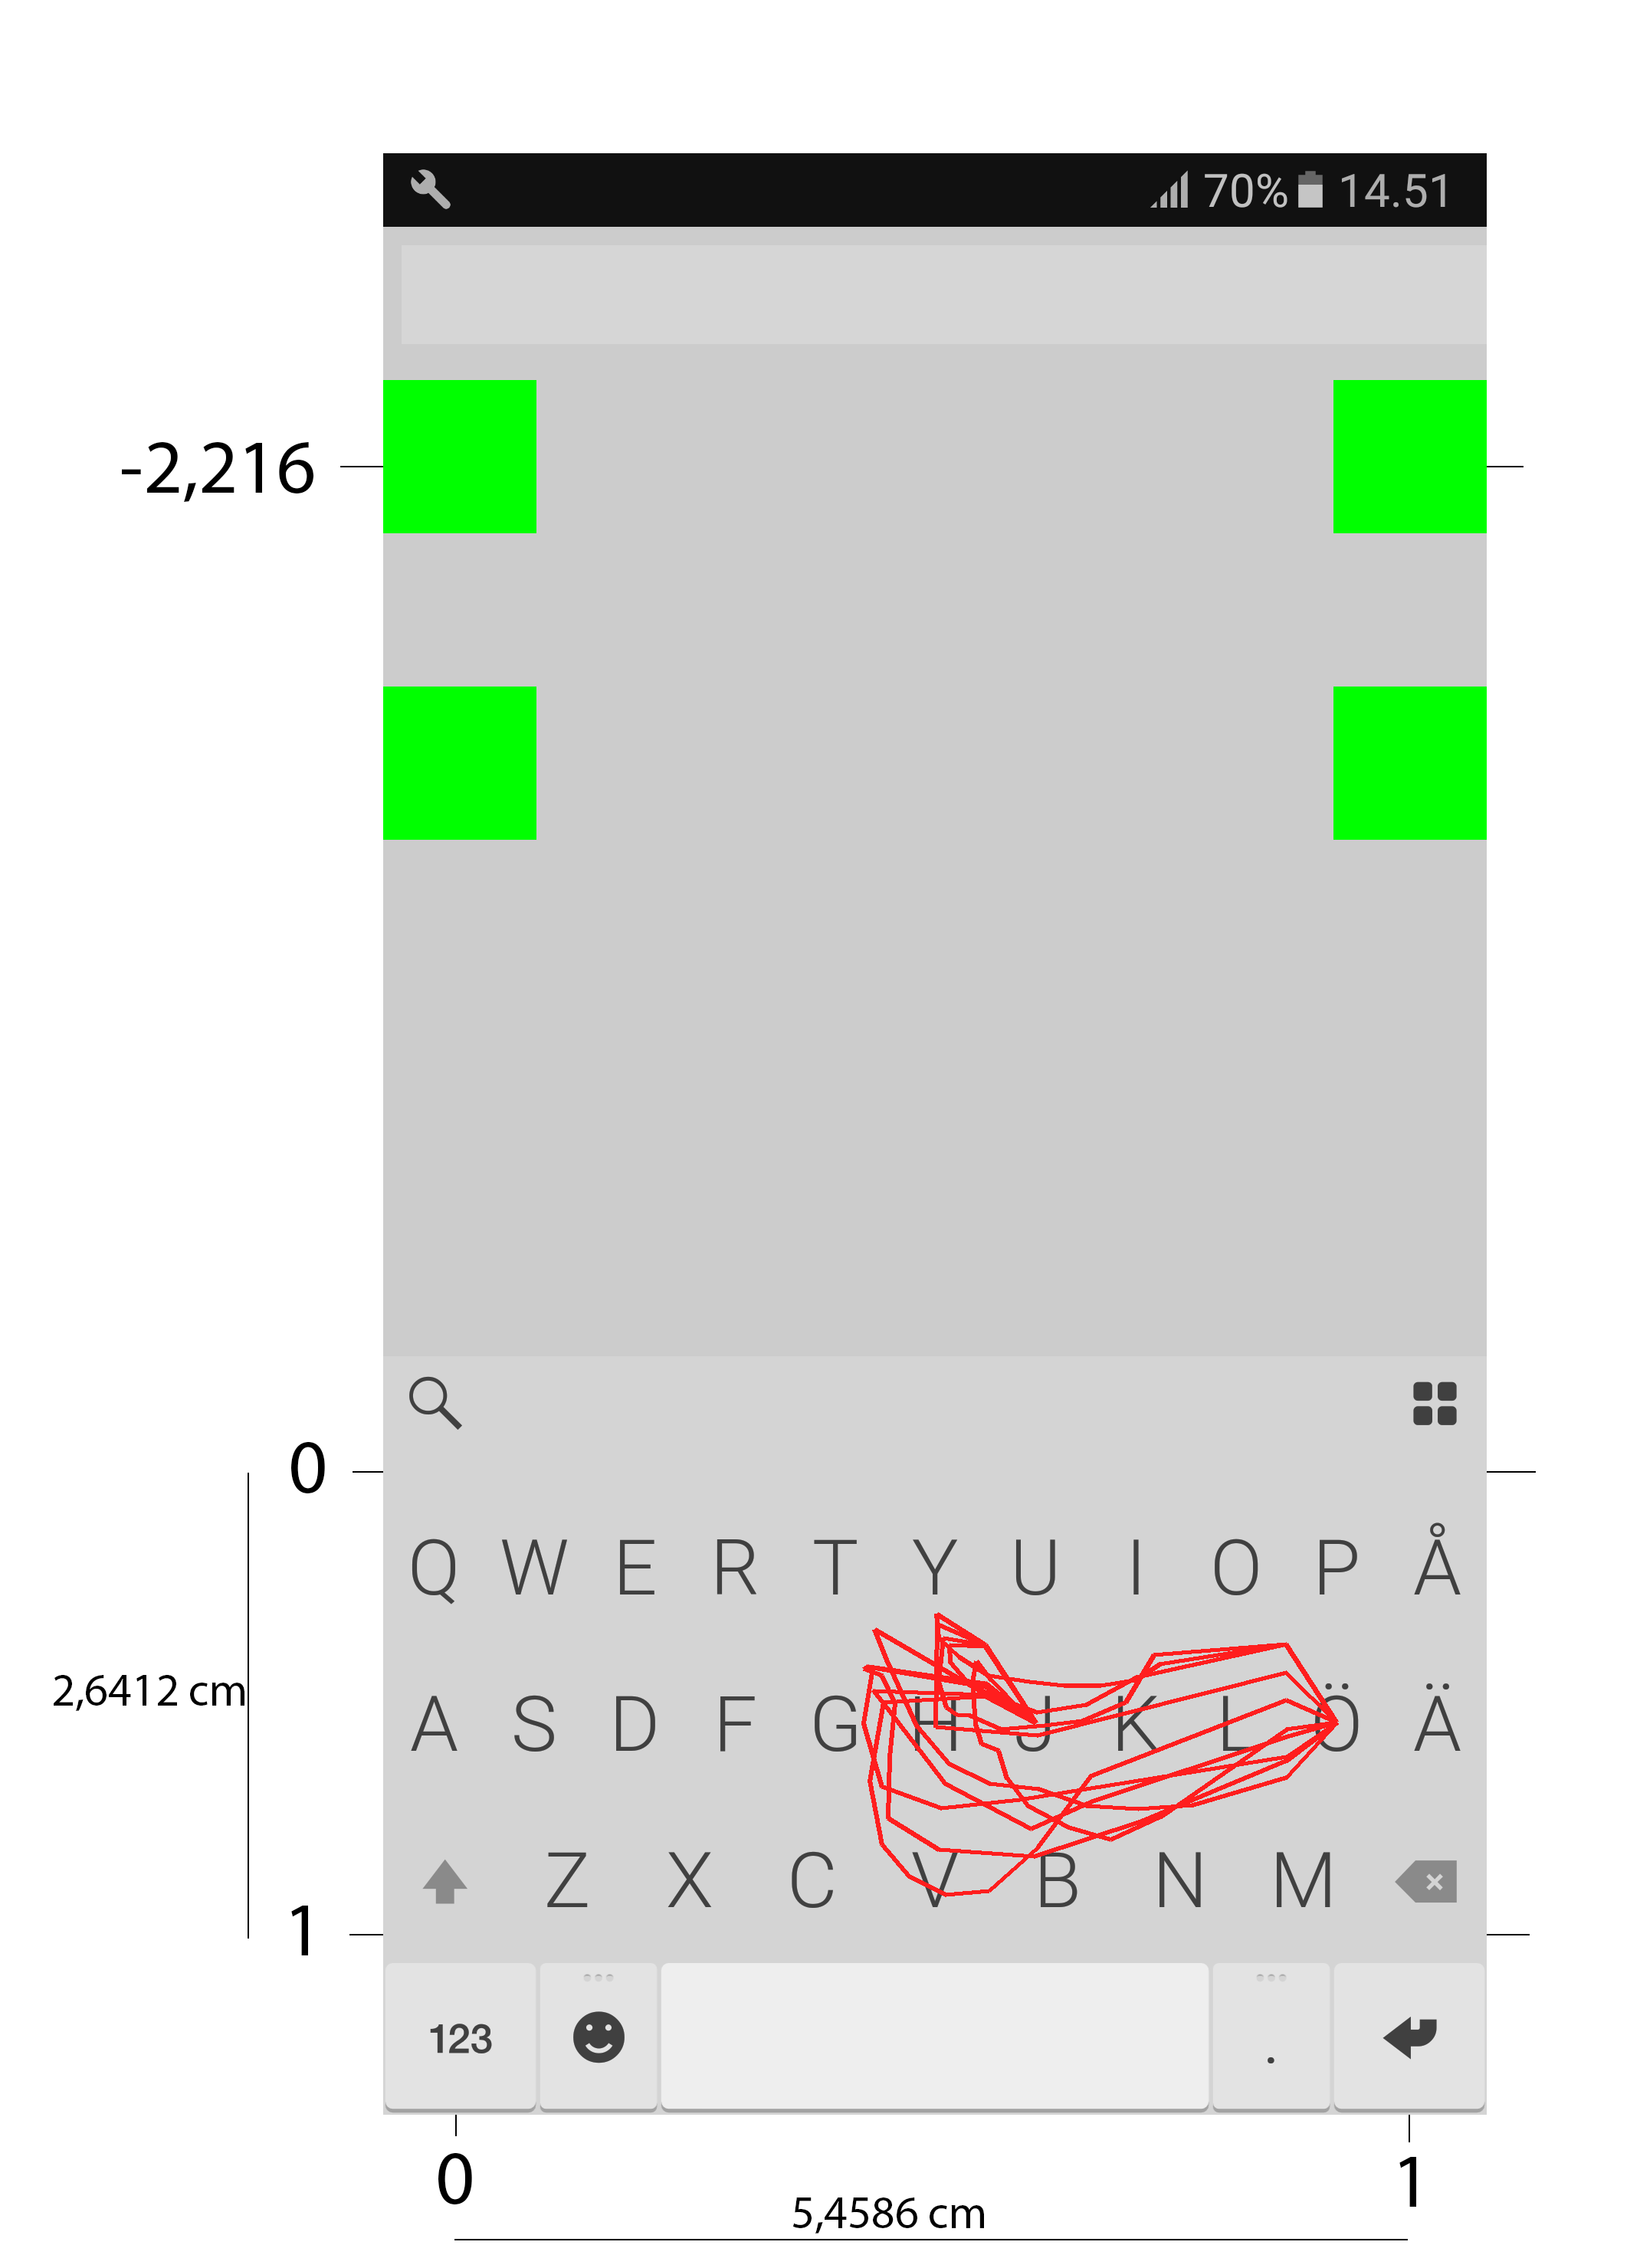 70% 14.51
-2,216
0
Q W E R T Y U I O P Å
2,6412 cm
A S D F G H J K L Ö Ä
Z X C V B N M
1
123 .
0 1
5,4586 cm